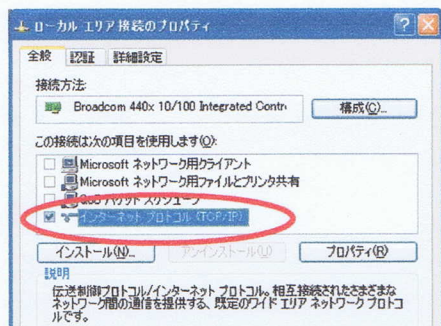 ローカル エリア接続のプロパティ
全般 認証 詳細設定
接続方法:
Broadcom 440x 10/100 Integrated Contr
構成(C)...
この接続は次の項目を使用します(O):
Microsoft ネットワーク用クライアント
Microsoft ネットワーク用ファイルとプリンタ共有
QoS パケット スケジューラ
インターネット プロトコル (TCP/IP)
インストール(N)... アンインストール(U) プロパティ(R)
説明
伝送制御プロトコル/インターネット プロトコル。相互接続されたさまざまな
ネットワーク間の通信を提供する、既定のワイド エリア ネットワーク プロトコ
ルです。